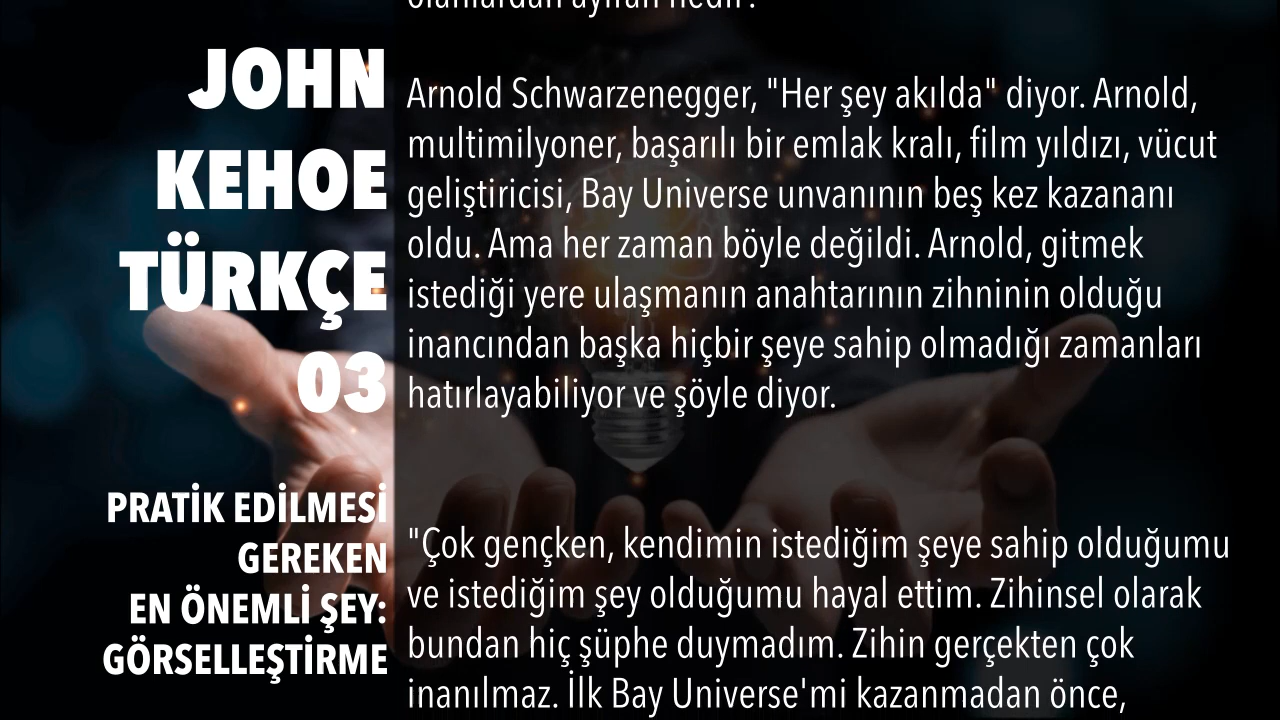 JOHN
KEHOE
TÜRKÇE
03
PRATİK EDİLMESİ
GEREKEN
EN ÖNEMLİ ŞEY:
GÖRSELLEŞTİRME
olanlardan ayıran nedir?
Arnold Schwarzenegger, "Her şey akılda" diyor. Arnold,
multimilyoner, başarılı bir emlak kralı, film yıldızı, vücut
geliştiricisi, Bay Universe unvanının beş kez kazananı
oldu. Ama her zaman böyle değildi. Arnold, gitmek
istediği yere ulaşmanın anahtarının zihninin olduğu
inancından başka hiçbir şeye sahip olmadığı zamanları
hatırlayabiliyor ve şöyle diyor.
"Çok gençken, kendimin istediğim şeye sahip olduğumu
ve istediğim şey olduğumu hayal ettim. Zihinsel olarak
bundan hiç şüphe duymadım. Zihin gerçekten çok
inanılmaz. İlk Bay Universe'mi kazanmadan önce,